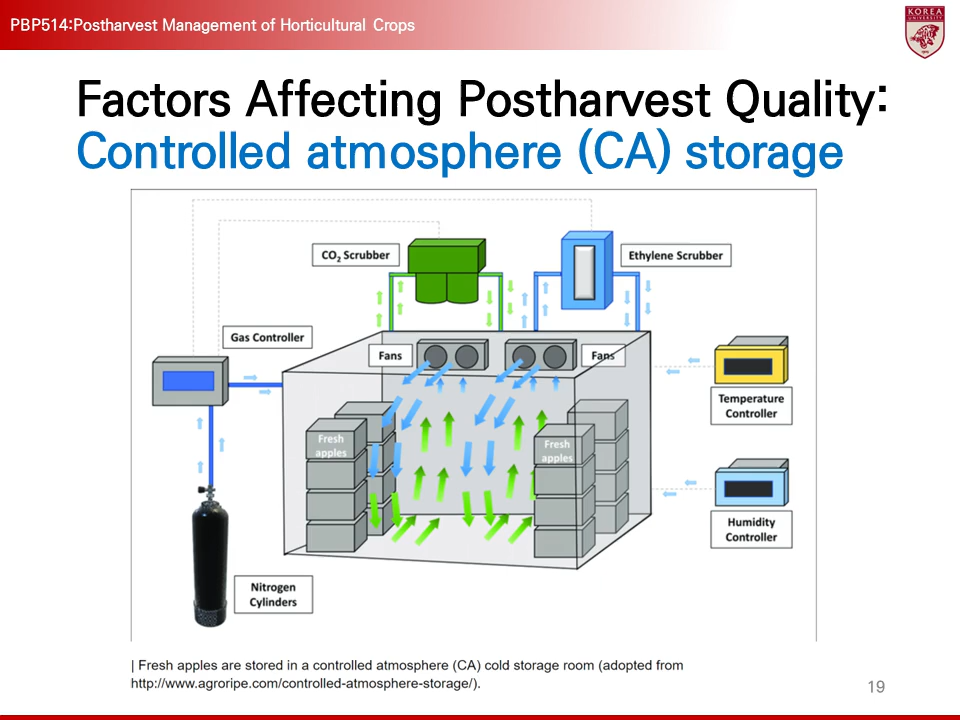 PBP514:Postharvest Management of Horticultural Crops
KOREA
UNIVERSITY
1905
Factors Affecting Postharvest Quality:
Controlled atmosphere (CA) storage
CO2 Scrubber
Ethylene Scrubber
Gas Controller
Fans
Fans
Temperature
Controller
Fresh
apples
Fresh
apples
Humidity
Controller
Nitrogen
Cylinders
| Fresh apples are stored in a controlled atmosphere (CA) cold storage room (adopted from
http://www.agroripe.com/controlled-atmosphere-storage/).
19